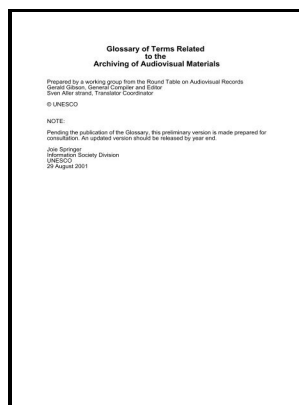 Glossary of Terms Related
to the
Archiving of Audiovisual Materials
Prepared by a working group from the Round Table on Audiovisual Records
Gerald Gibson, General Compiler and Editor
Sven Aller strand, Translator Coordinator
© UNESCO
NOTE:
Pending the publication of the Glossary, this preliminary version is made prepared for
consultation. An updated version should be released by year end.
Joie Springer
Information Society Division
UNESCO
29 August 2001